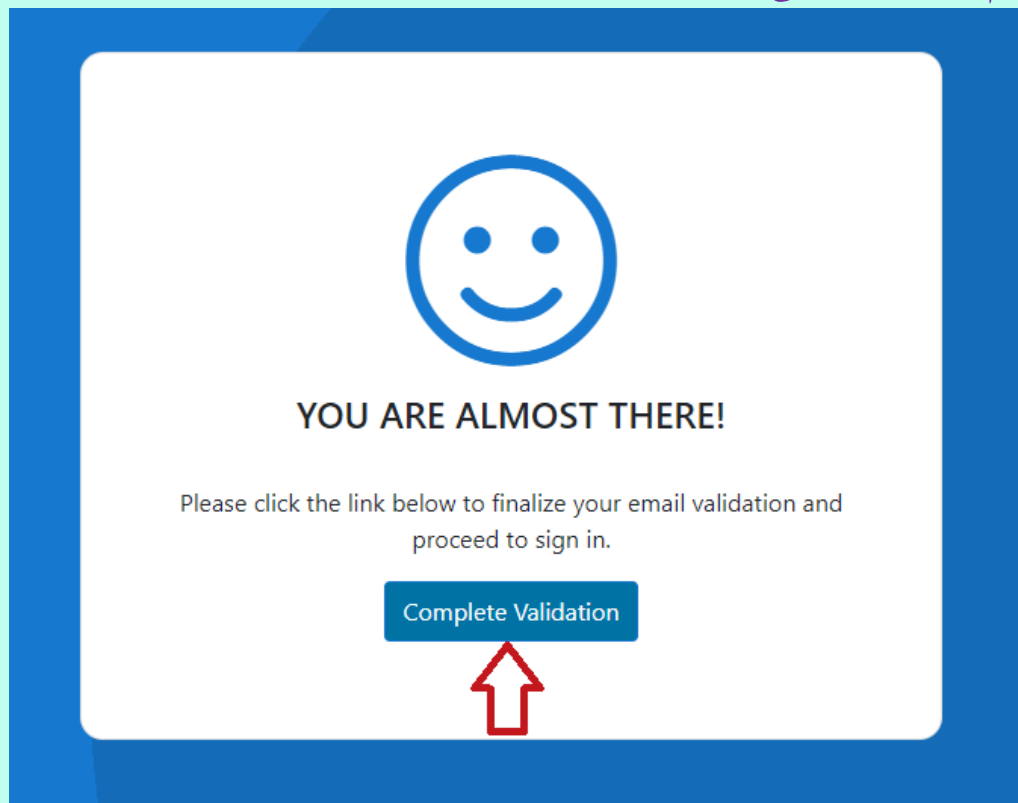 YOU ARE ALMOST THERE!
Please click the link below to finalize your email validation and
proceed to sign in.
Complete Validation